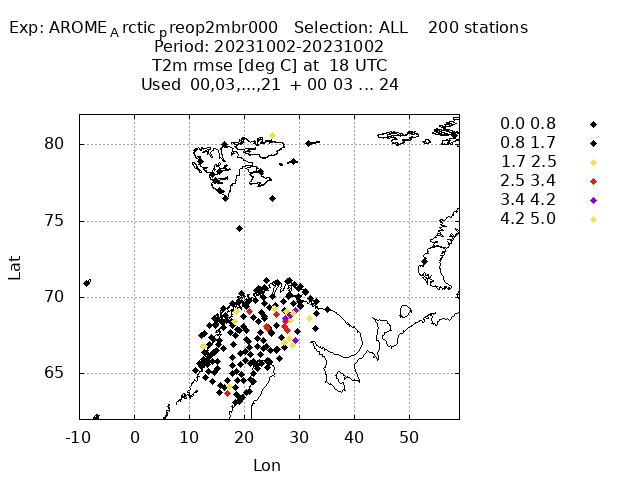 Exp: AROME_Arctic_preop2mbr000 Selection: ALL 200 stations
Period: 20231002-20231002
T2m rmse [deg C] at 18 UTC
Used 00,03,...,21 + 00 03 ... 24
0.0 0.8
0.8 1.7
1.7 2.5
2.5 3.4
3.4 4.2
4.2 5.0
80
75
70
65
Lat
-10 0 10 20 30 40 50
Lon